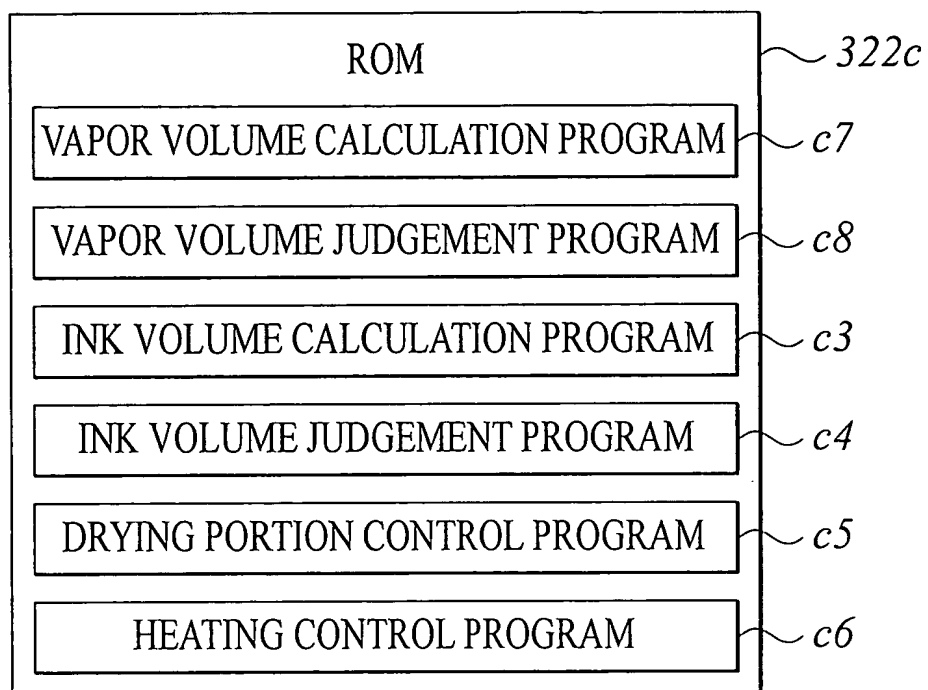 ROM 322c
VAPOR VOLUME CALCULATION PROGRAM c7
VAPOR VOLUME JUDGEMENT PROGRAM c8
INK VOLUME CALCULATION PROGRAM c3
INK VOLUME JUDGEMENT PROGRAM c4
DRYING PORTION CONTROL PROGRAM c5
HEATING CONTROL PROGRAM c6